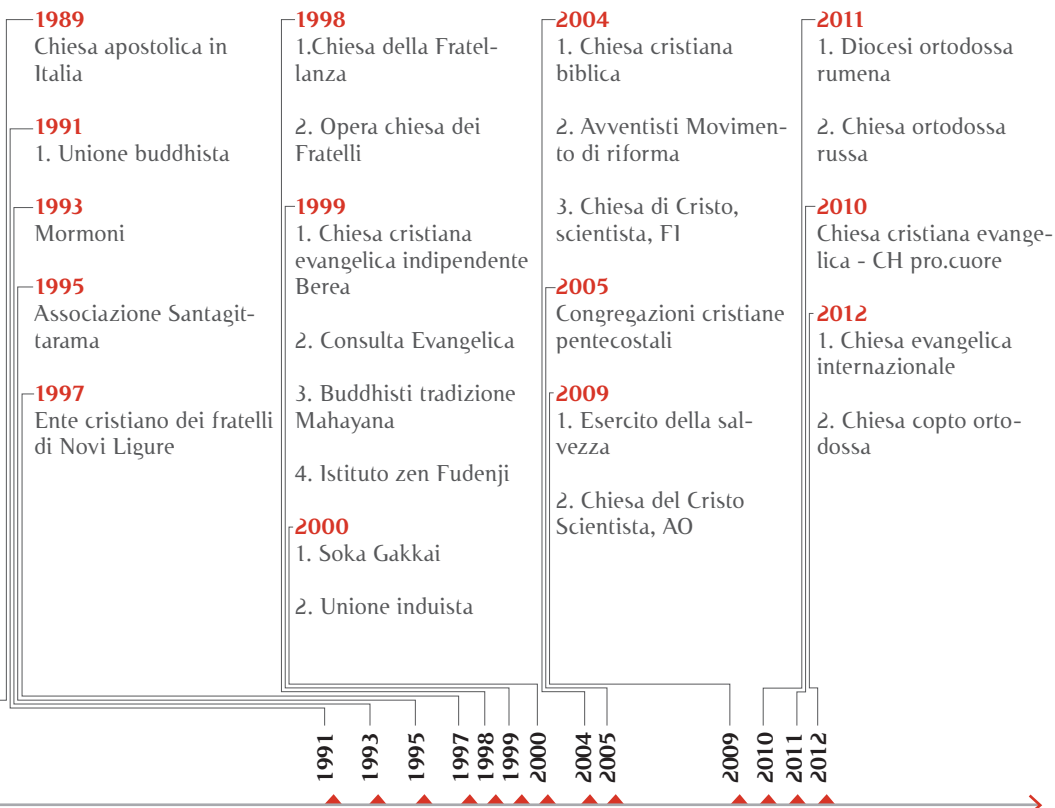 1989
Chiesa apostolica in
Italia
1991
1. Unione buddhista
1993
Mormoni
1995
Associazione Santagit-
tarama
1997
Ente cristiano dei fratelli
di Novi Ligure
1998
1.Chiesa della Fratel-
lanza
2. Opera chiesa dei
Fratelli
1999
1. Chiesa cristiana
evangelica indipendente
Berea
2. Consulta Evangelica
3. Buddhisti tradizione
Mahayana
4. Istituto zen Fudenji
2000
1. Soka Gakkai
2. Unione induista
2004
1. Chiesa cristiana
biblica
2. Avventisti Movimen-
to di riforma
3. Chiesa di Cristo,
scientista, FI
2005
Congregazioni cristiane
pentecostali
2009
1. Esercito della sal-
vezza
2. Chiesa del Cristo
Scientista, AO
2011
1. Diocesi ortodossa
rumena
2. Chiesa ortodossa
russa
2010
Chiesa cristiana evange-
lica - CH pro.cuore
2012
1. Chiesa evangelica
internazionale
2. Chiesa copto orto-
dossa
1991
1993
1995
1997
1998
1999
2000
2004
2005
2009
2010
2011
2012